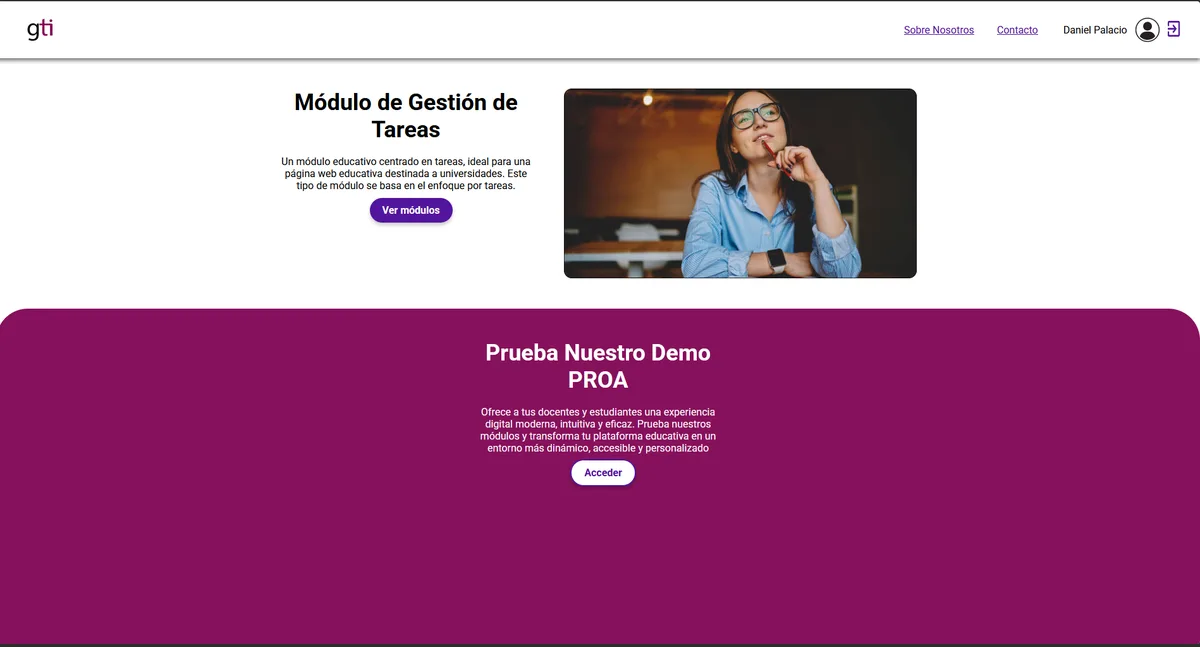 gti
Sobre Nosotros
Contacto
Daniel Palacio
Módulo de Gestión de
Tareas
Un módulo educativo centrado en tareas, ideal para una
página web educativa destinada a universidades. Este
tipo de módulo se basa en el enfoque por tareas.
Ver módulos
Prueba Nuestro Demo
PROA
Ofrece a tus docentes y estudiantes una experiencia
digital moderna, intuitiva y eficaz. Prueba nuestros
módulos y transforma tu plataforma educativa en un
entorno más dinámico, accesible y personalizado
Acceder